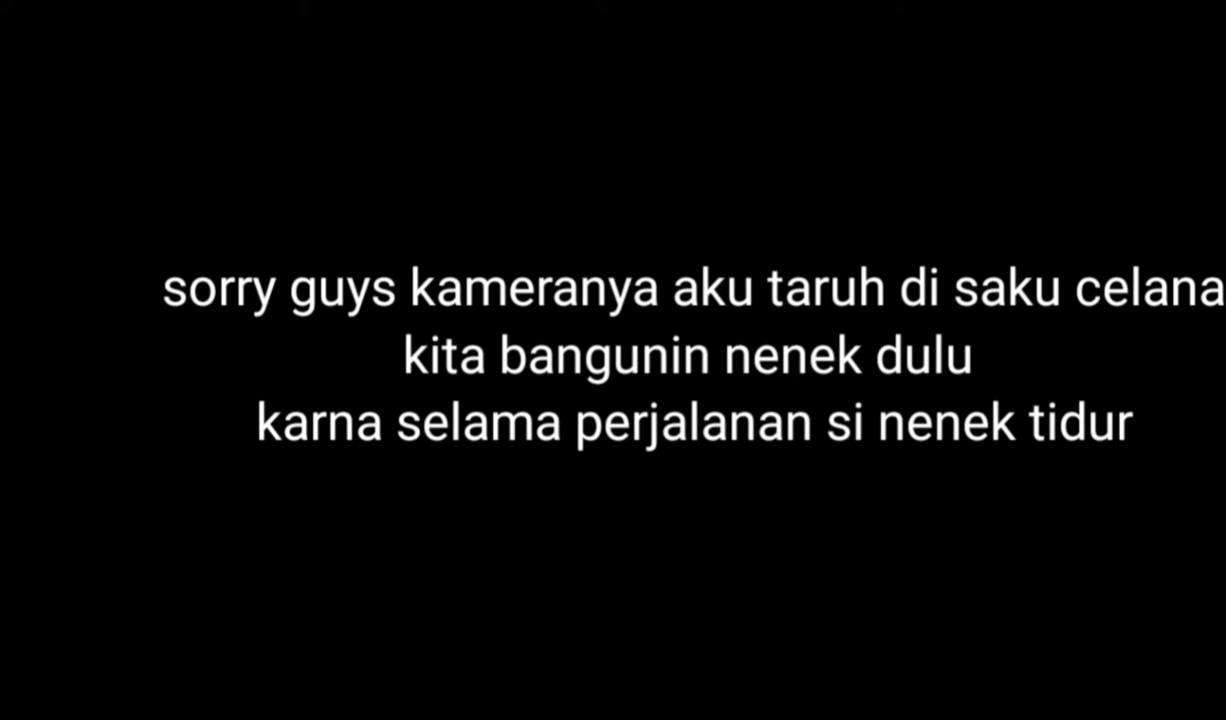 sorry guys kameranya aku taruh di saku celana
kita bangunin nenek dulu
karna selama perjalanan si nenek tidur